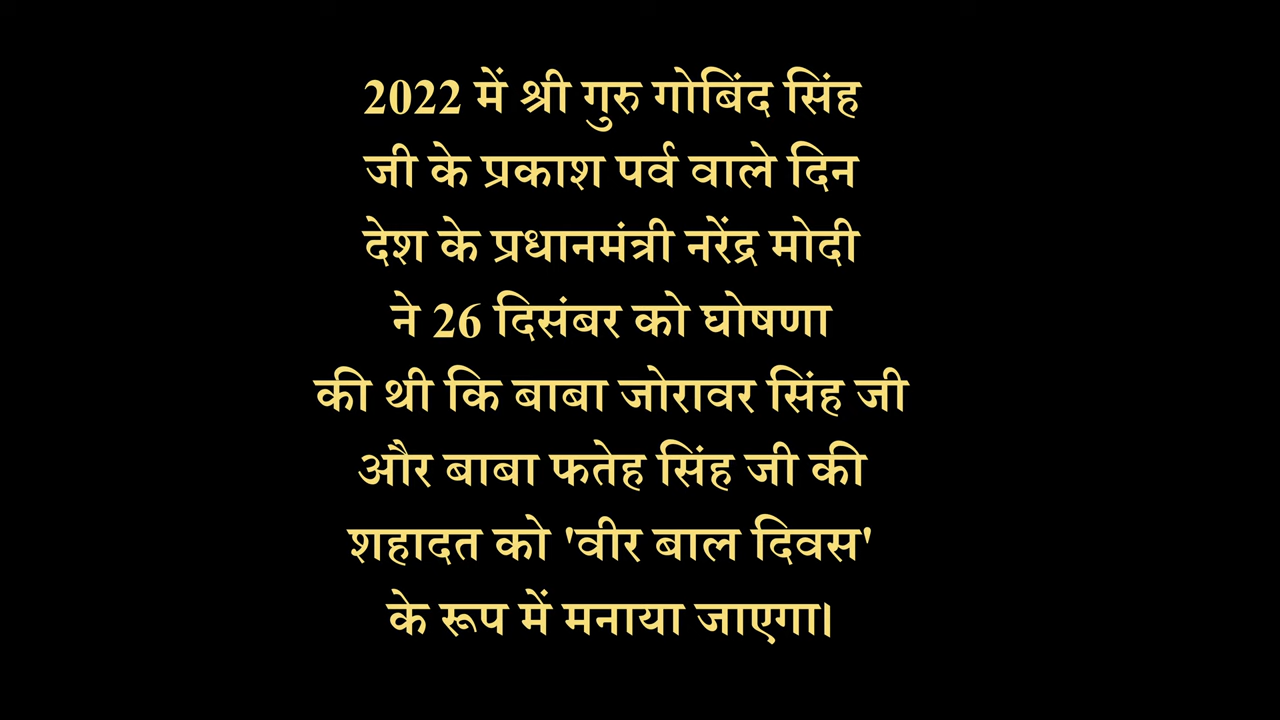 2022 में श्री गुरु गोबिंद सिंह
जी के प्रकाश पर्व वाले दिन
देश के प्रधानमंत्री नरेंद्र मोदी
ने 26 दिसंबर को घोषणा
की थी कि बाबा जोरावर सिंह जी
और बाबा फतेह सिंह जी की
शहादत को 'वीर बाल दिवस'
के रूप में मनाया जाएगा।